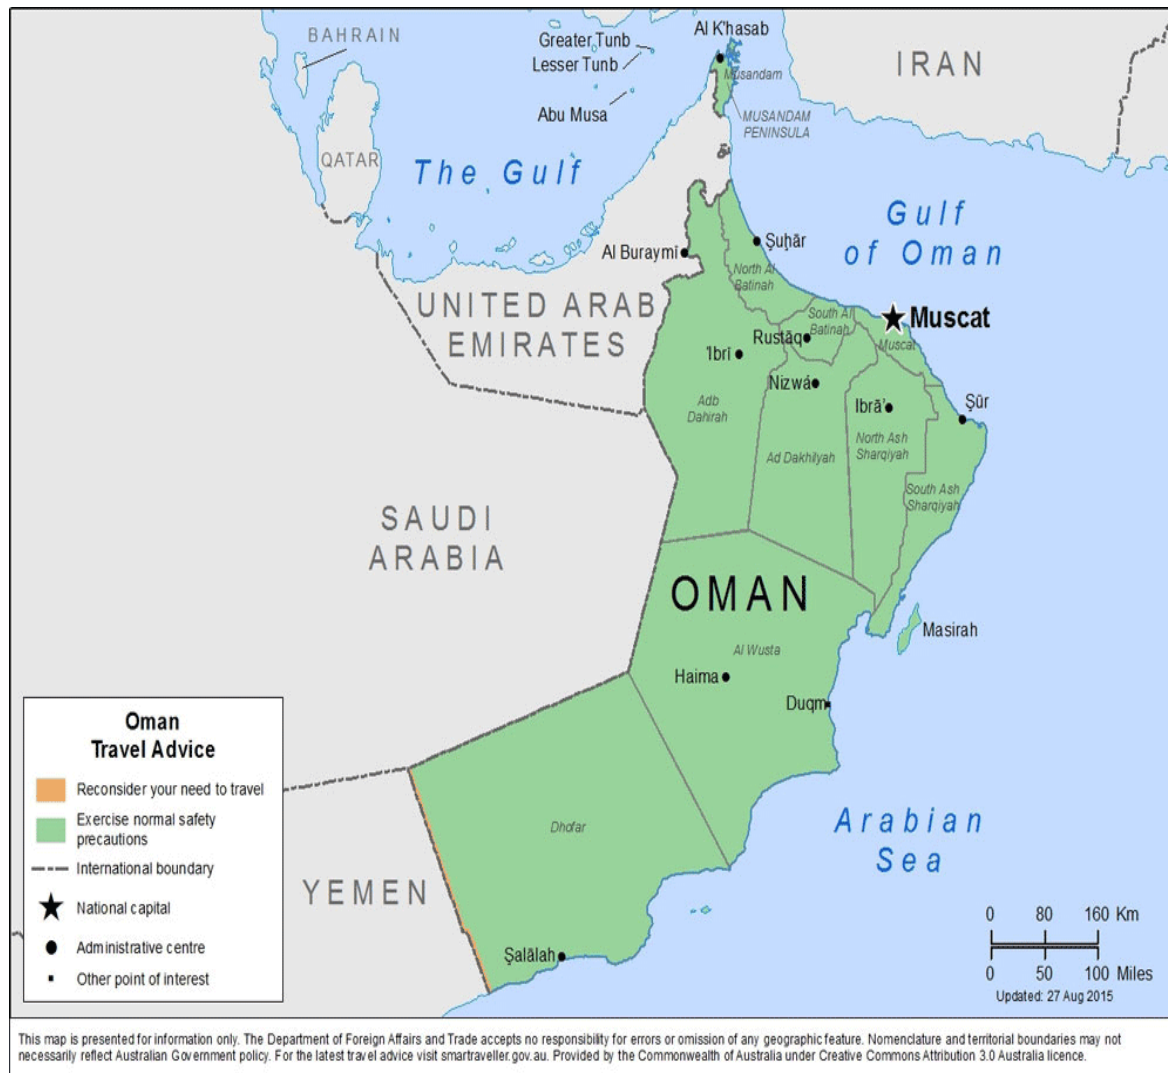 BAHRAIN
Greater Tunb
Lesser Tunb
Abu Musa
Al K'hasab
Musandam
MUSANDAM
PENINSULA
IRAN
QATAR
The Gulf
Gulf
of Oman
Al Buraymī
Şuḩār
North Al
Batinah
UNITED ARAB
EMIRATES
South Al
Batinah
Muscat
Muscat
Rustāq
'Ibrī
Nizwá
Ibrā'
Şūr
Adb
Dahirah
Ad Dakhilyah
North Ash
Sharqiyah
South Ash
Sharqiyah
SAUDI
ARABIA
OMAN
Masirah
Al Wusta
Haima
Duqm
Dhofar
Arabian
Sea
YEMEN
Şalālah
Oman
Travel Advice
Reconsider your need to travel
Exercise normal safety
precautions
International boundary
National capital
Administrative centre
Other point of interest
0 80 160 Km
0 50 100 Miles
Updated: 27 Aug 2015
This map is presented for information only. The Department of Foreign Affairs and Trade accepts no responsibility for errors or omission of any geographic feature. Nomenclature and territorial boundaries may not
necessarily reflect Australian Government policy. For the latest travel advice visit smartraveller.gov.au. Provided by the Commonwealth of Australia under Creative Commons Attribution 3.0 Australia licence.